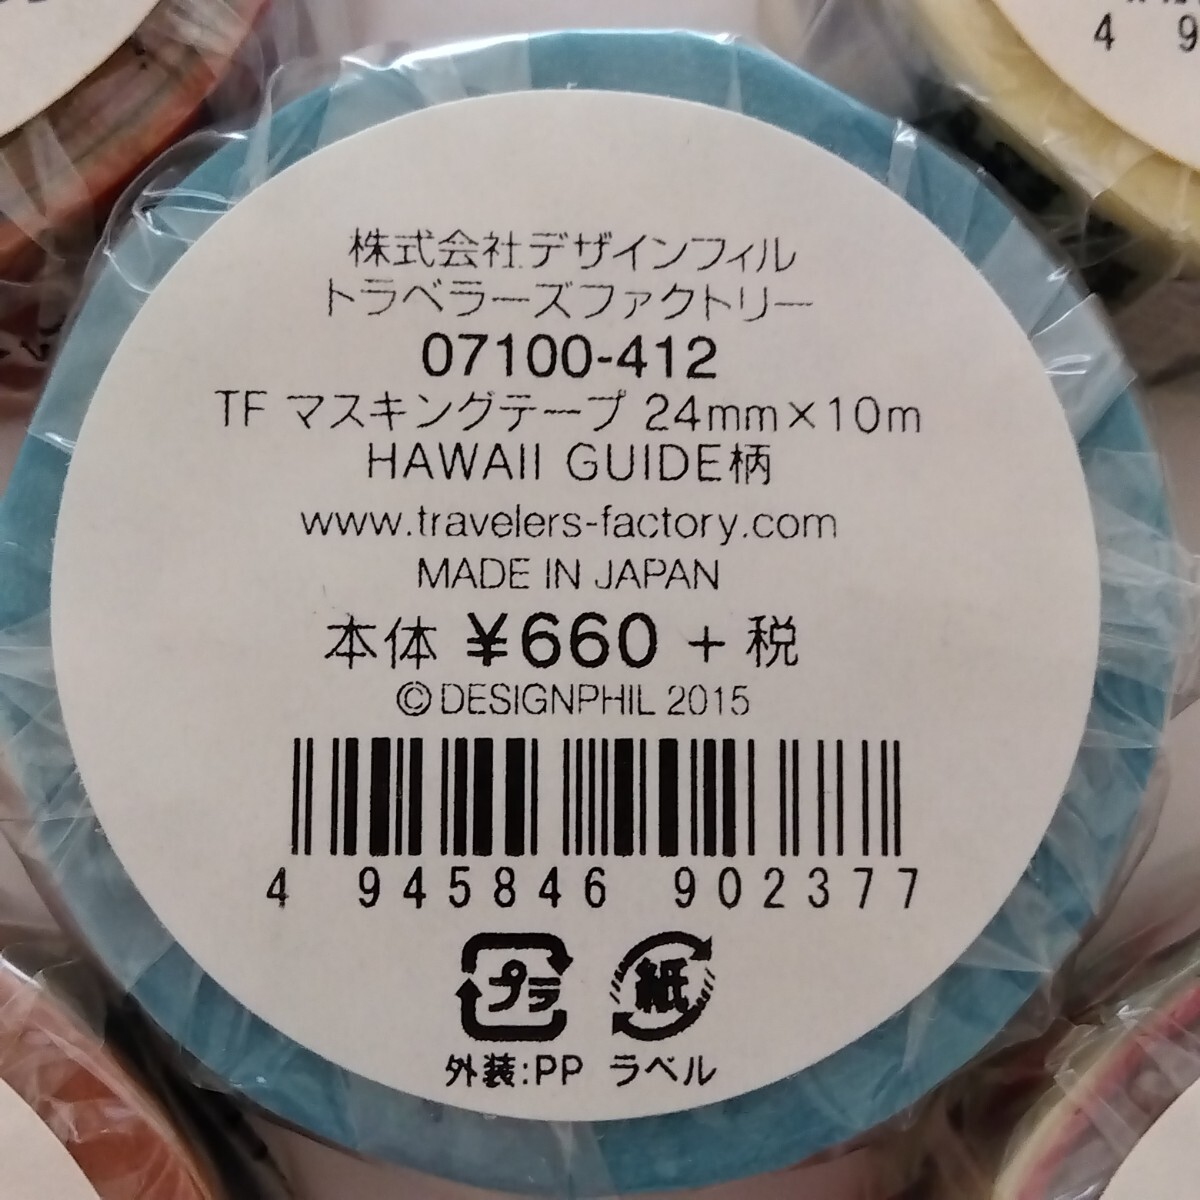 株式会社デザインフィル
トラベラーズファクトリー
07100-412
TF マスキングテープ 24mm×10m
HAWAII GUIDE柄
www.travelers-factory.com
MADE IN JAPAN
本体 ¥660 + 税
©DESIGNPHIL 2015
4 945846 902377
プラ 紙
外装:PP ラベル
4 9